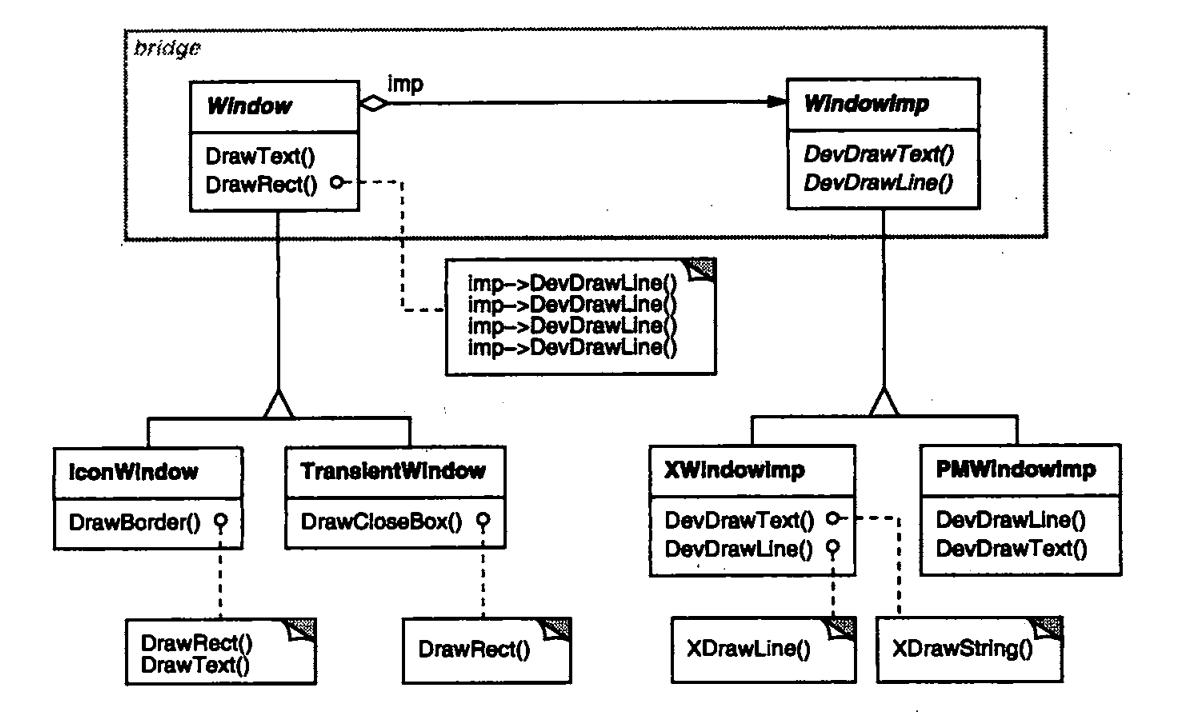 bridge
imp
Window
WindowImp
DrawText()
DrawRect()
DevDrawText()
DevDrawLine()
imp->DevDrawLine()
imp->DevDrawLine()
imp->DevDrawLine()
imp->DevDrawLine()
IconWindow
DrawBorder()
TransientWindow
DrawCloseBox()
XWindowImp
DevDrawText()
DevDrawLine()
PMWindowImp
DevDrawLine()
DevDrawText()
DrawRect()
DrawText()
DrawRect()
XDrawLine()
XDrawString()